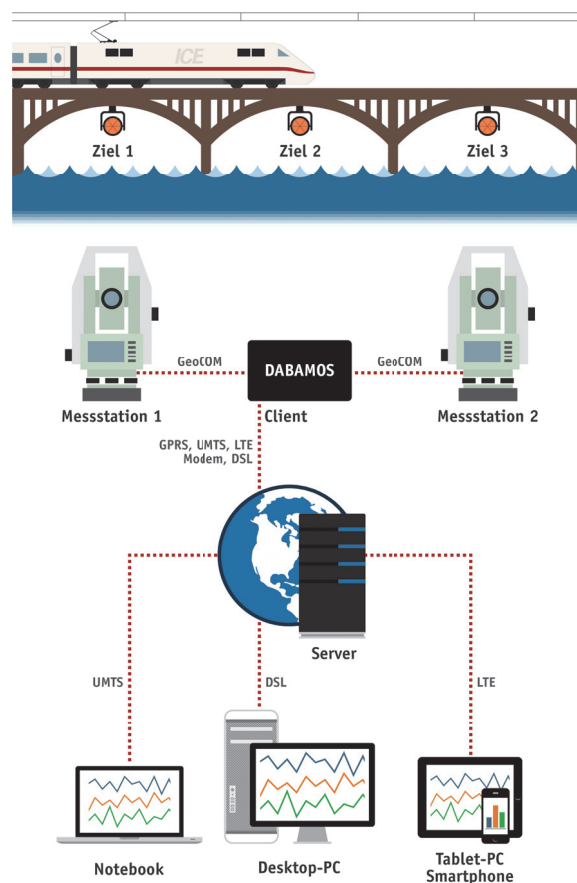 ICE
Ziel 1
Ziel 2
Ziel 3
GeoCOM
DABAMOS
GeoCOM
Messstation 1
Client
Messstation 2
GPRS, UMTS, LTE
Modem, DSL
Server
UMTS
DSL
LTE
Notebook
Desktop-PC
Tablet-PC
Smartphone